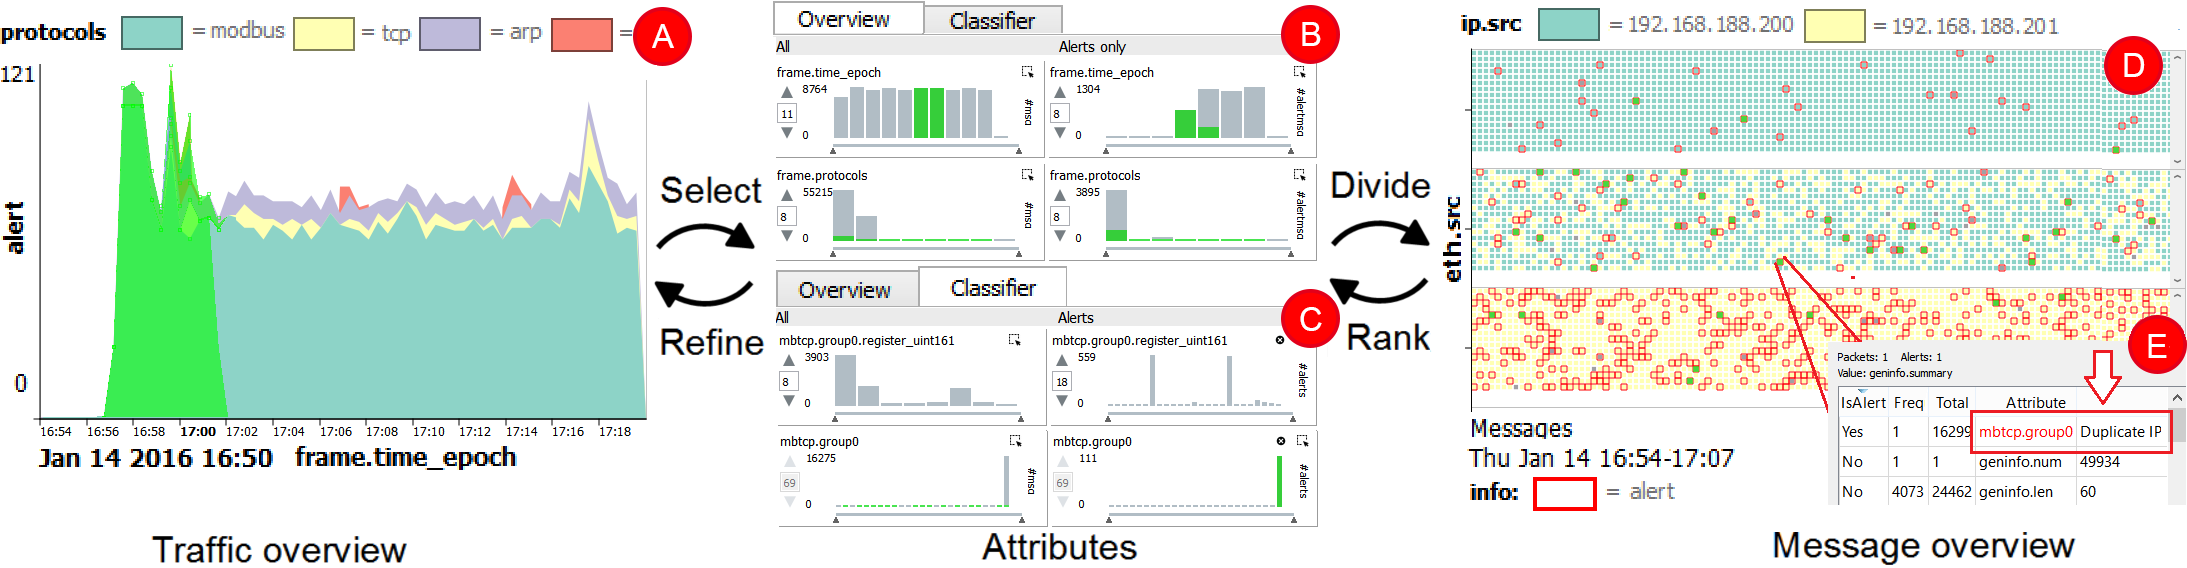 protocols = modbus = tcp = arp = A
121
alert
0
16:54 16:56 16:58 17:00 17:02 17:04 17:06 17:08 17:10 17:12 17:14 17:16 17:18
Jan 14 2016 16:50 frame.time_epoch
Traffic overview
Select
Refine
Overview Classifier
B
All Alerts only
frame.time_epoch
8764
11
0
#msg
frame.time_epoch
1304
8
0
#alertmsg
frame.protocols
55215
8
0
#msg
frame.protocols
3895
8
0
#alertmsg
Overview Classifier
C
All Alerts
mbtcp.group0.register_uint161
3903
8
0
mbtcp.group0.register_uint161
559
18
0
#alerts
mbtcp.group0
16275
69
0
#msg
mbtcp.group0
111
69
0
#alerts
Attributes
Divide
Rank
ip.src = 192.168.188.200 = 192.168.188.201
D
eth.src
E
Packets: 1 Alerts: 1
Value: geninfo.summary
IsAlert Freq Total Attribute
Yes 1 16299 mbtcp.group0 Duplicate IP
No 1 1 geninfo.num 49934
No 4073 24462 geninfo.len 60
Messages
Thu Jan 14 16:54-17:07
info: = alert
Message overview